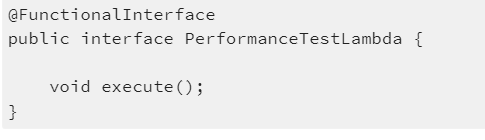 @FunctionalInterface
public interface PerformanceTestLambda {
    void execute();
}